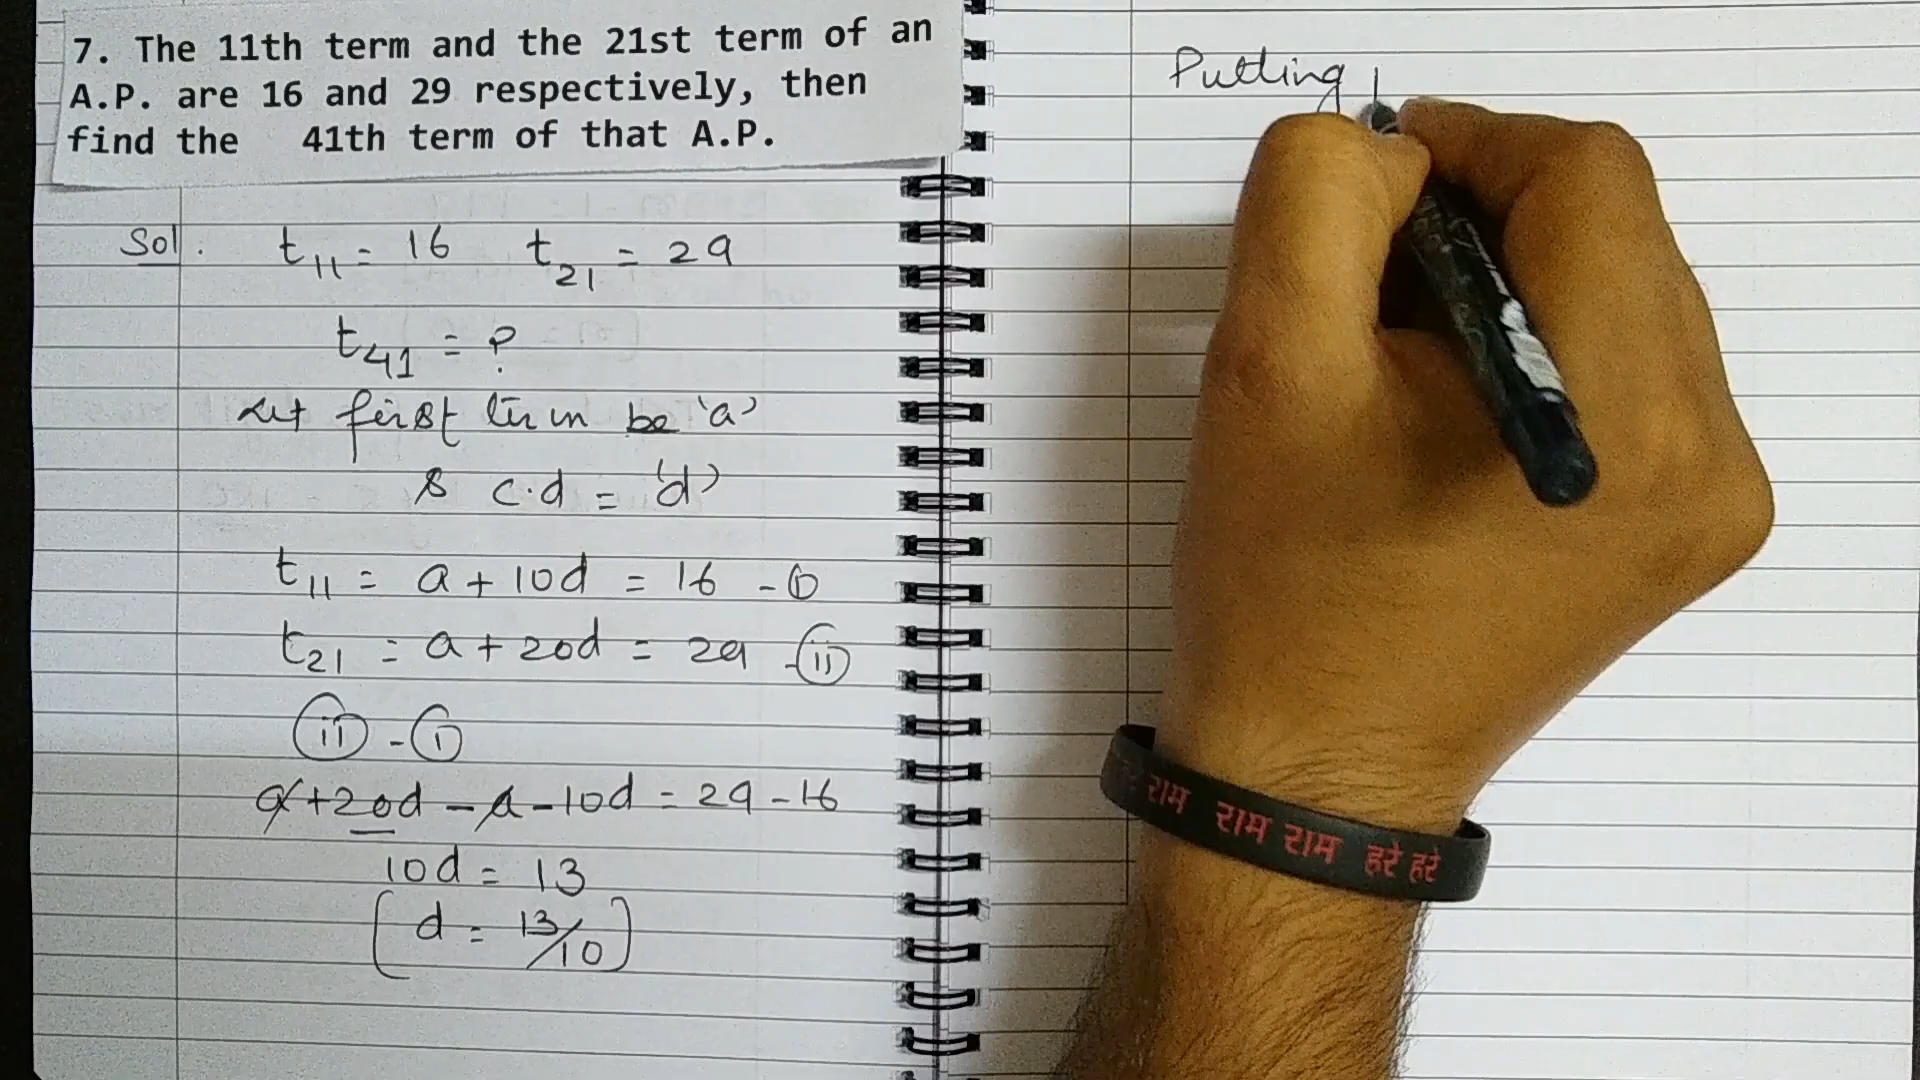 7. The 11th term and the 21st term of an
A.P. are 16 and 29 respectively, then
find the 41th term of that A.P.
Sol. t11 = 16 t21 = 29
t41 = ?
Let first term be 'a'
& c.d = 'd'
t11 = a + 10d = 16 - ⓘ
t21 = a + 20d = 29 - ⓘⓘ
(ii) - (i)
a + 20d - a - 10d = 29 - 16
10d = 13
[d = 13/10]
Putting
राम राम राम हरे हरे